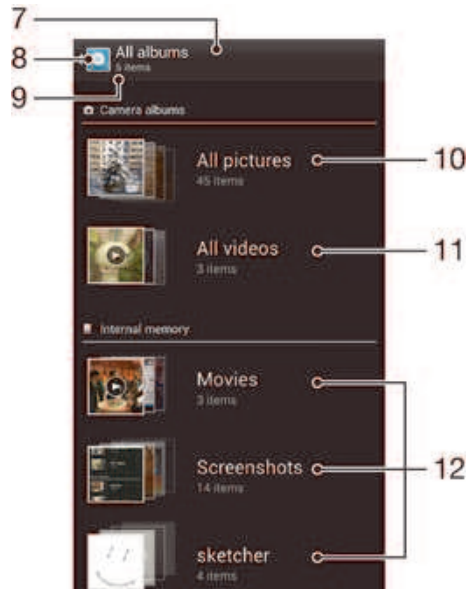 7
All albums
8
5 items
9
Camera albums
All pictures
10
45 items
All videos
11
3 items
Internal memory
Movies
3 items
Screenshots
12
14 items
sketcher
4 items